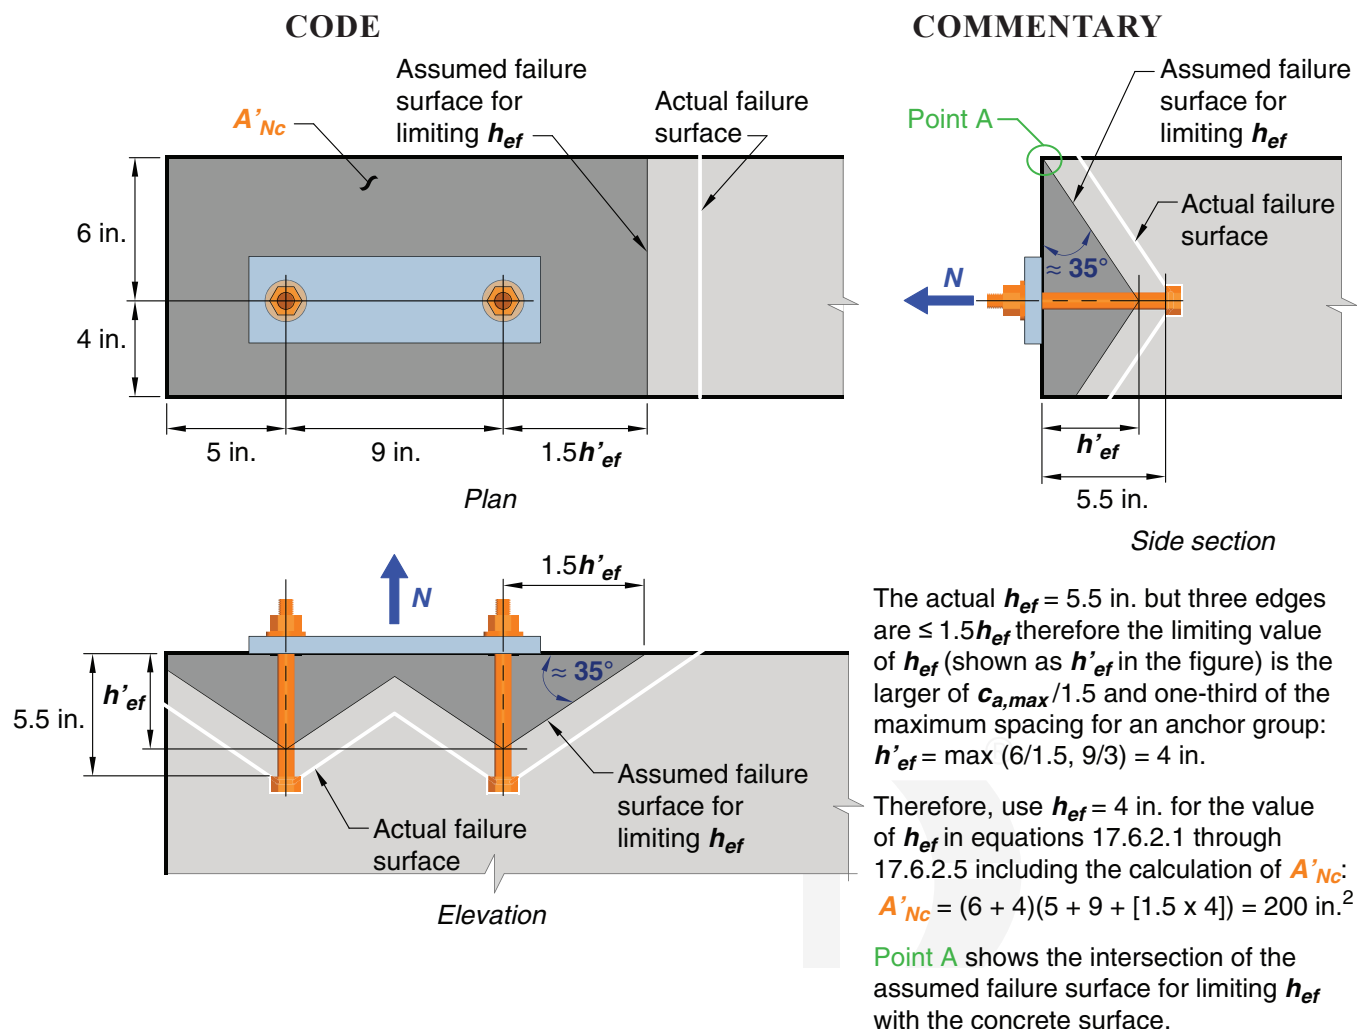 CODE
COMMENTARY
Assumed failure
surface for
limiting hef
A'Nc
Actual failure
surface
6 in.
4 in.
5 in.
9 in.
1.5h'ef
Plan
Point A
Assumed failure
surface for
limiting hef
Actual failure
surface
≈ 35°
N
h'ef
5.5 in.
Side section
1.5h'ef
N
≈ 35°
h'ef
5.5 in.
Assumed failure
surface for
limiting hef
Actual failure
surface
Elevation
The actual hef = 5.5 in. but three edges
are ≤ 1.5hef therefore the limiting value
of hef (shown as h'ef in the figure) is the
larger of ca,max/1.5 and one-third of the
maximum spacing for an anchor group:
h'ef = max (6/1.5, 9/3) = 4 in.
Therefore, use hef = 4 in. for the value
of hef in equations 17.6.2.1 through
17.6.2.5 including the calculation of A'Nc:
A'Nc = (6 + 4)(5 + 9 + [1.5 x 4]) = 200 in.²
Point A shows the intersection of the
assumed failure surface for limiting hef
with the concrete surface.